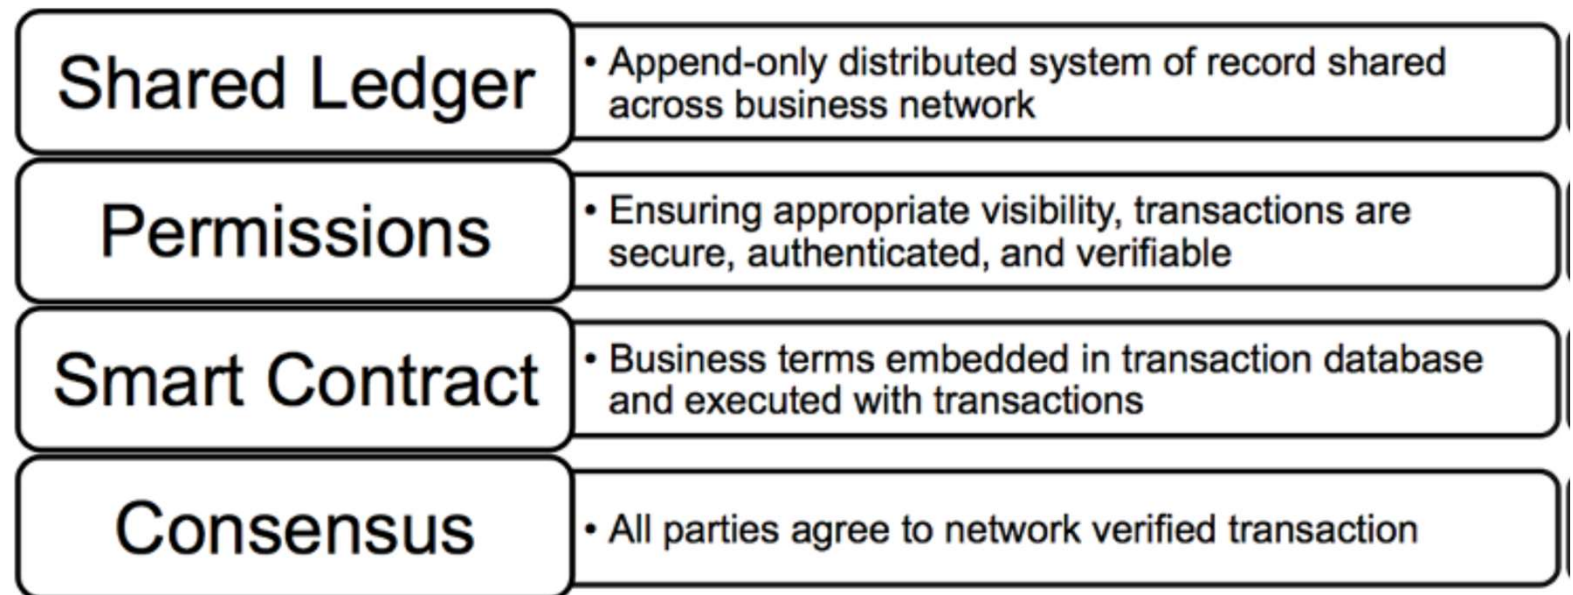 Shared Ledger
• Append-only distributed system of record shared
across business network
Permissions
• Ensuring appropriate visibility, transactions are
secure, authenticated, and verifiable
Smart Contract
• Business terms embedded in transaction database
and executed with transactions
Consensus
• All parties agree to network verified transaction